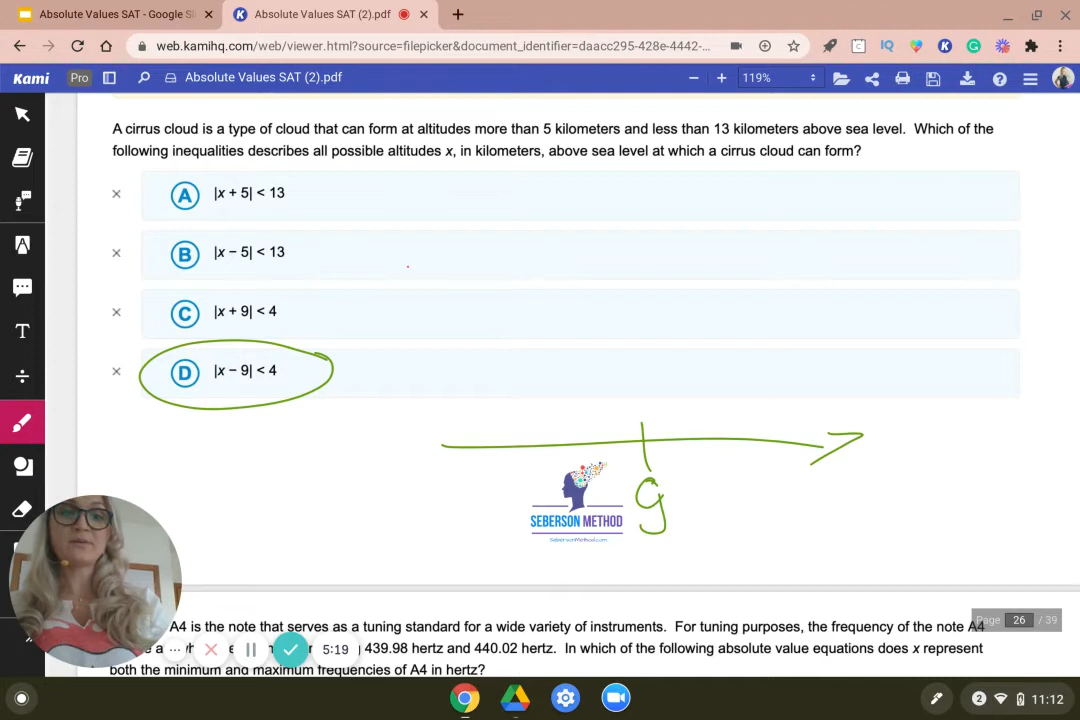 Absolute Values SAT - Google Sl
Absolute Values SAT (2).pdf
web.kamihq.com/web/viewer.html?source=filepicker&document_identifier=daacc295-428e-4442-...
Kami Pro Absolute Values SAT (2).pdf 119%
A cirrus cloud is a type of cloud that can form at altitudes more than 5 kilometers and less than 13 kilometers above sea level. Which of the
following inequalities describes all possible altitudes x, in kilometers, above sea level at which a cirrus cloud can form?
A |x + 5| < 13
B |x − 5| < 13
C |x + 9| < 4
D |x − 9| < 4
9
SEBERSON METHOD
SebersonMethod.com
Page 26 / 39
A4 is the note that serves as a tuning standard for a wide variety of instruments. For tuning purposes, the frequency of the note A4
5:19 439.98 hertz and 440.02 hertz. In which of the following absolute value equations does x represent
both the minimum and maximum frequencies of A4 in hertz?
2 11:12